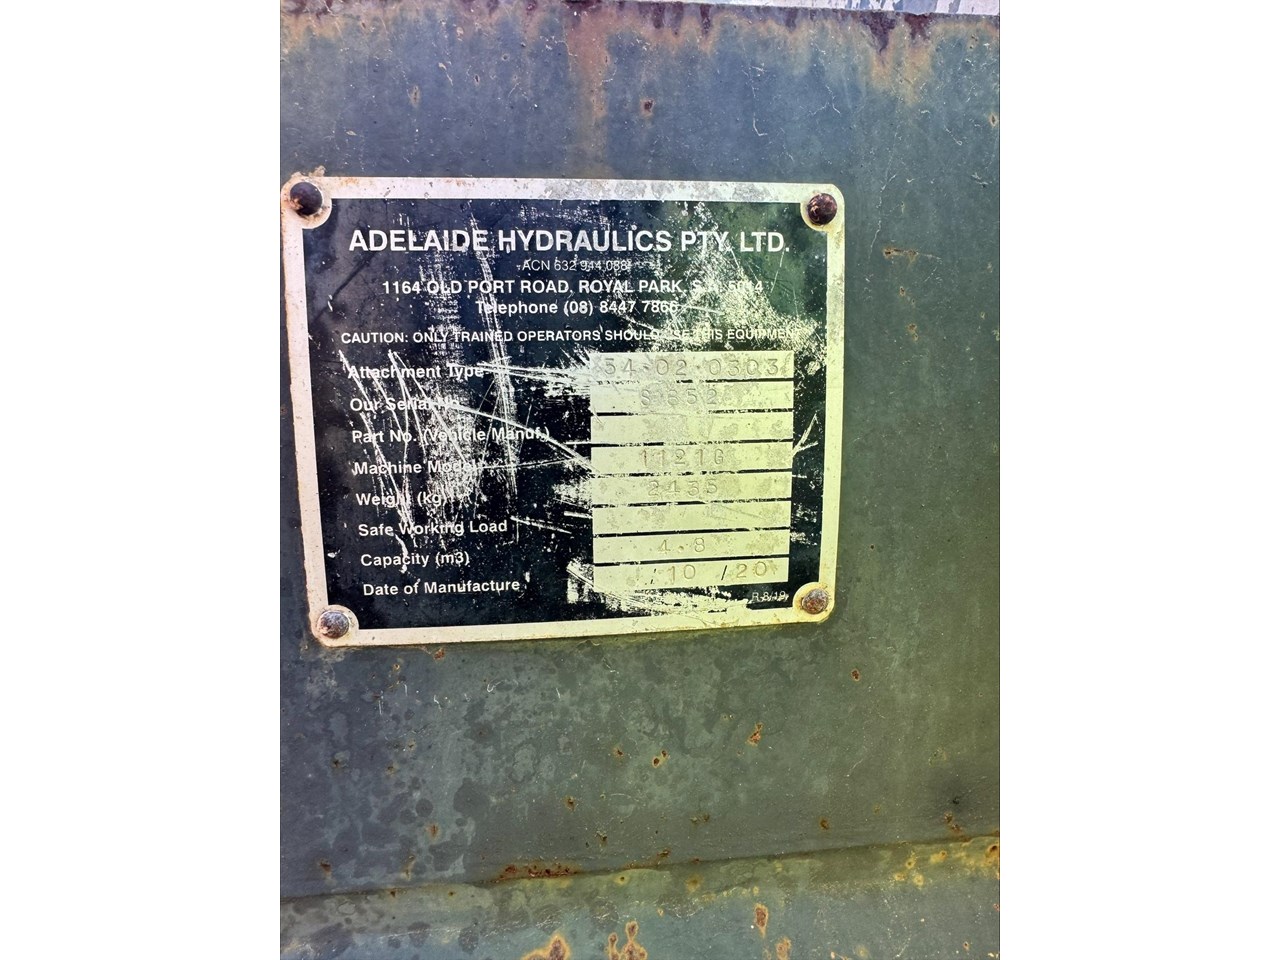 ADELAIDE HYDRAULICS PTY. LTD.
ACN 632 944 088
1164 OLD PORT ROAD, ROYAL PARK, S.A. 5014
Telephone (08) 8447 7866
CAUTION: ONLY TRAINED OPERATORS SHOULD USE THIS EQUIPMENT
Attachment Type 54-02-0303
Our Serial No.
Part No. (Vehicle Manuf.)
Machine Model 1121G
Weight (kg) 2435
Safe Working Load
Capacity (m3) 4.8
Date of Manufacture /10 /20
R 8/19